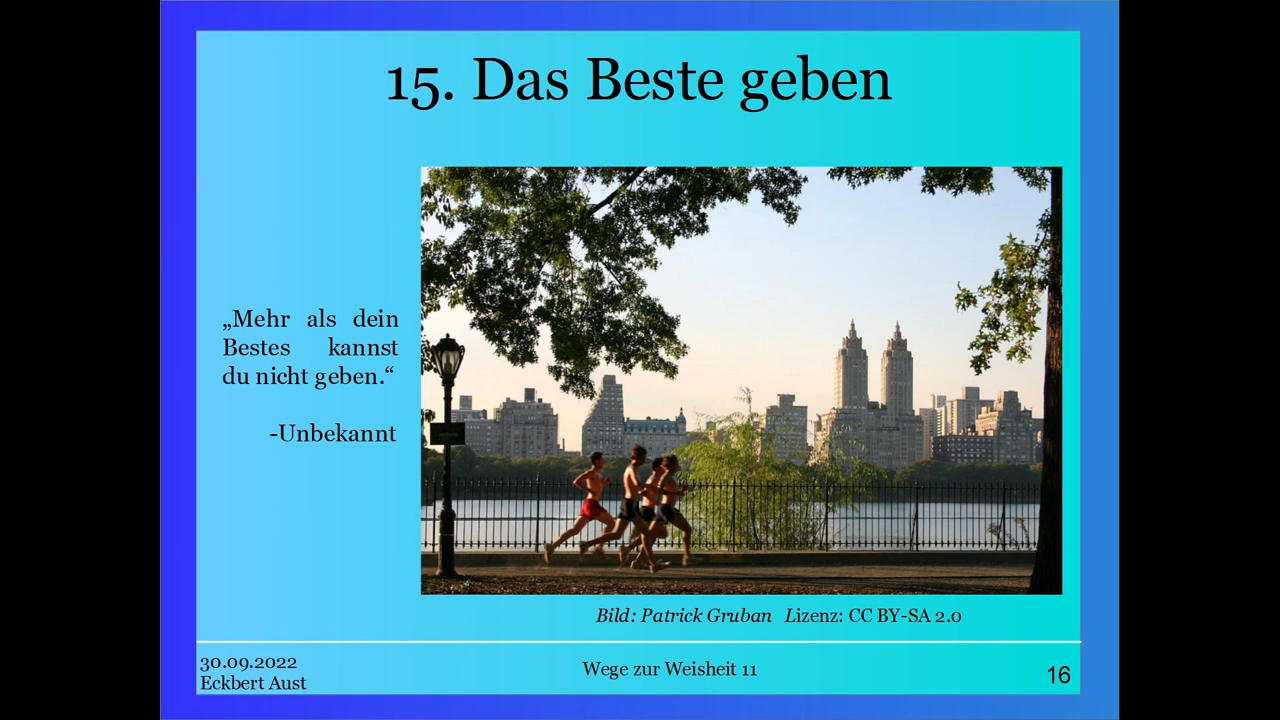 15. Das Beste geben
„Mehr als dein
Bestes kannst
du nicht geben.“
-Unbekannt
Bild: Patrick Gruban Lizenz: CC BY-SA 2.0
30.09.2022
Eckbert Aust
Wege zur Weisheit 11
16